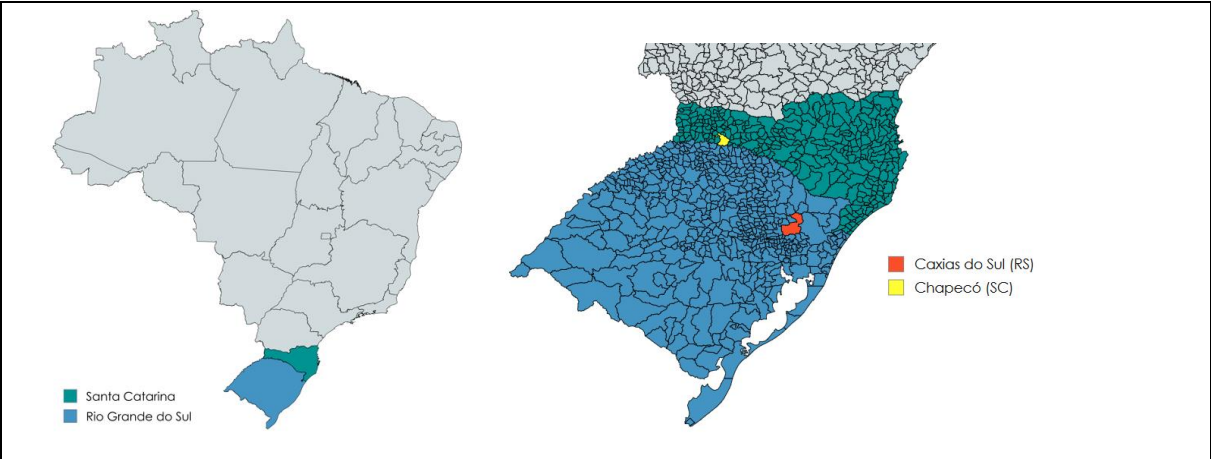 Santa Catarina
Rio Grande do Sul
Caxias do Sul (RS)
Chapecó (SC)